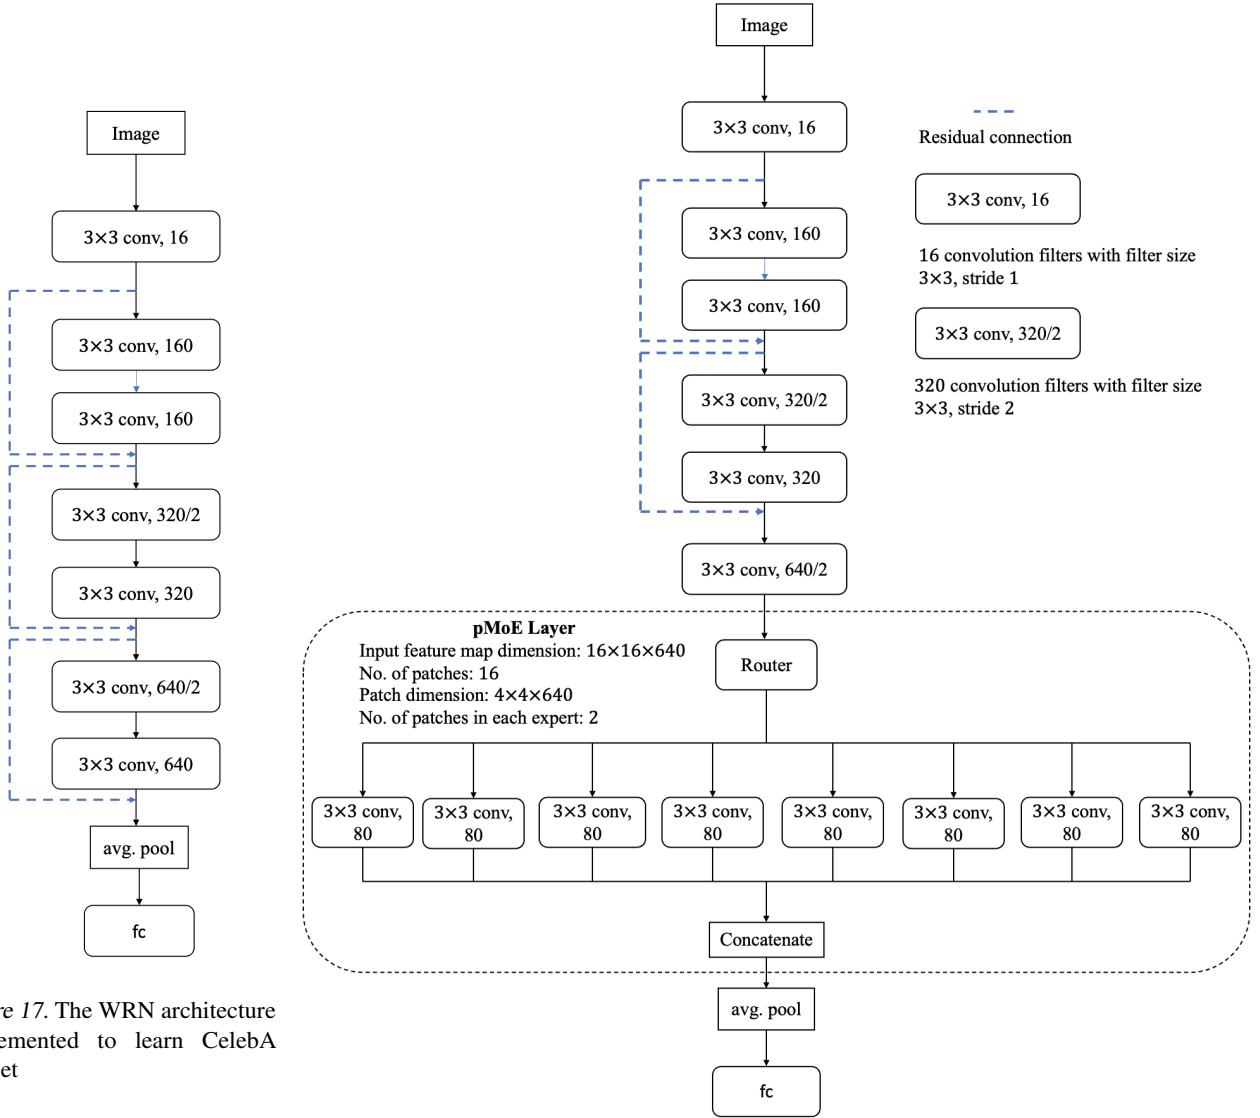 Image
3×3 conv, 16
3×3 conv, 160
3×3 conv, 160
3×3 conv, 320/2
3×3 conv, 320
3×3 conv, 640/2
3×3 conv, 640
avg. pool
fc
re 17. The WRN architecture
emented to learn CelebA
et
Image
3×3 conv, 16
3×3 conv, 160
3×3 conv, 160
3×3 conv, 320/2
3×3 conv, 320
3×3 conv, 640/2
pMoE Layer
Input feature map dimension: 16×16×640
No. of patches: 16
Patch dimension: 4×4×640
No. of patches in each expert: 2
Router
3×3 conv,
80
3×3 conv,
80
3×3 conv,
80
3×3 conv,
80
3×3 conv,
80
3×3 conv,
80
3×3 conv,
80
3×3 conv,
80
Concatenate
avg. pool
fc
Residual connection
3×3 conv, 16
16 convolution filters with filter size
3×3, stride 1
3×3 conv, 320/2
320 convolution filters with filter size
3×3, stride 2